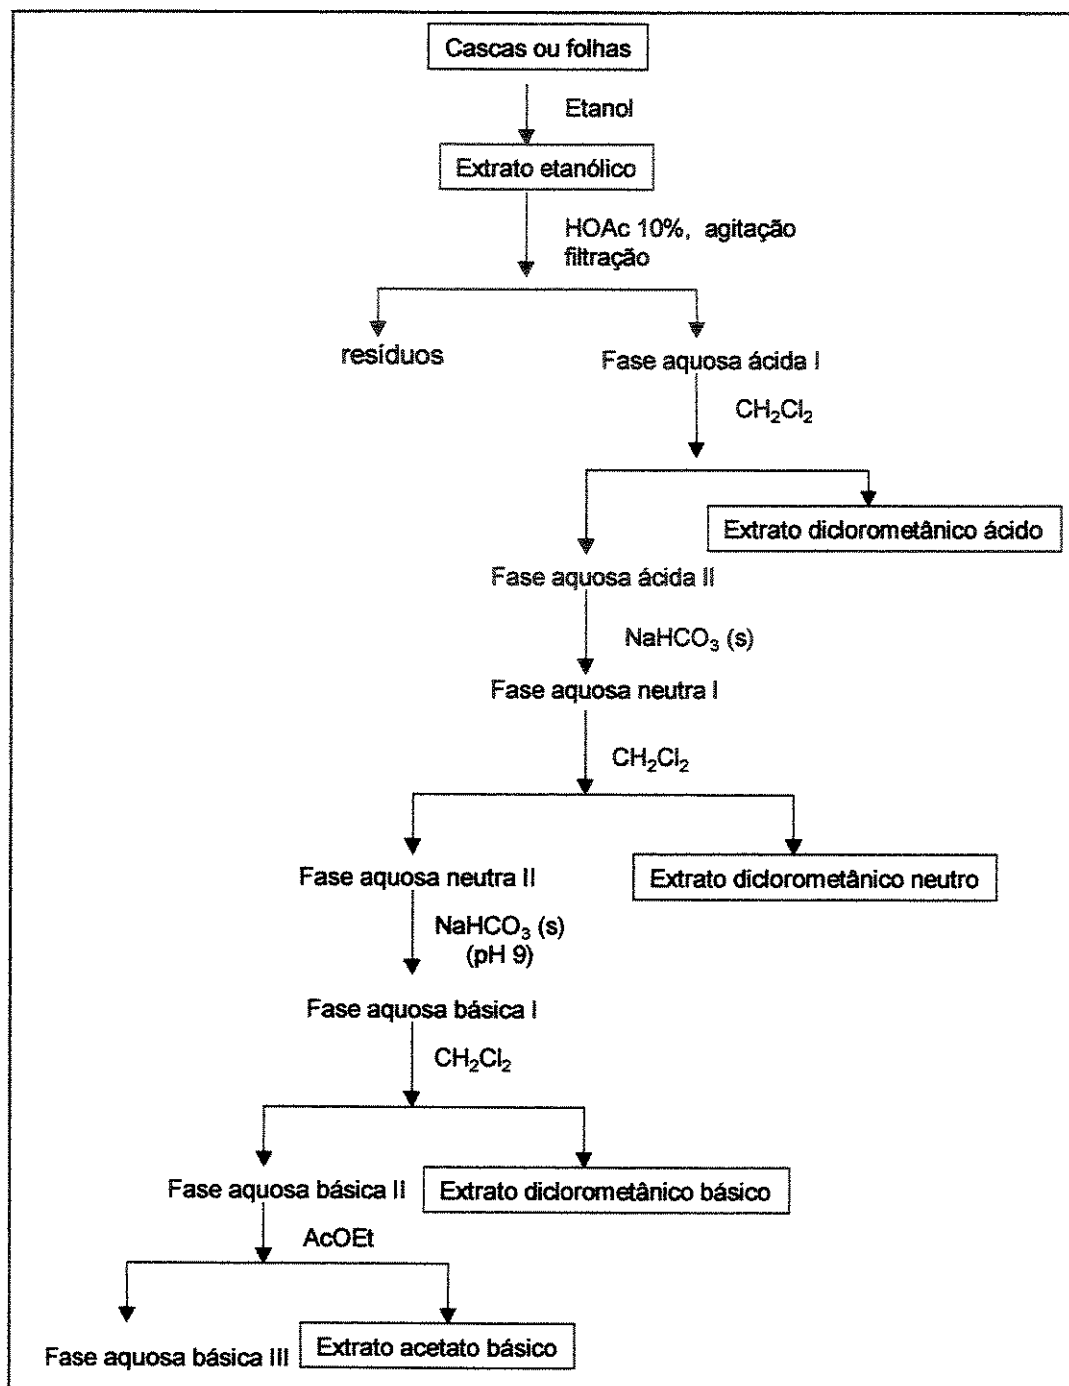 Cascas ou folhas
Etanol
Extrato etanólico
HOAc 10%, agitação
filtração
resíduos
Fase aquosa ácida I
CH₂Cl₂
Extrato diclorometânico ácido
Fase aquosa ácida II
NaHCO₃ (s)
Fase aquosa neutra I
CH₂Cl₂
Fase aquosa neutra II
Extrato diclorometânico neutro
NaHCO₃ (s)
(pH 9)
Fase aquosa básica I
CH₂Cl₂
Fase aquosa básica II
Extrato diclorometânico básico
AcOEt
Fase aquosa básica III
Extrato acetato básico